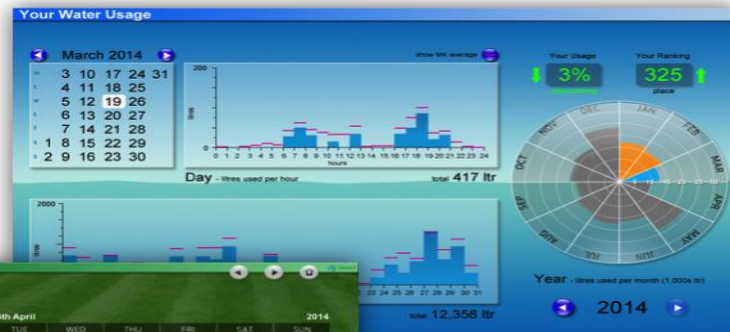 Your Water Usage
March 2014
show MK average
Your Usage
Your Ranking
3%
325
place
3 10 17 24 31
4 11 18 25
5 12 19 26
6 13 20 27
7 14 21 28
1 8 15 22 29
2 9 16 23 30
200
litres
0 1 2 3 4 5 6 7 8 9 10 11 12 13 14 15 16 17 18 19 20 21 22 23 24
hours
Day - litres used per hour
total 417 ltr
JAN
FEB
MAR
APR
MAY
JUN
JUL
AUG
SEP
OCT
NOV
DEC
2000
litres
23 24 25 26 27 28 29 30 31
total 12,358 ltr
Year - litres used per month (1,000s ltr)
2014
April
2014
TUE WED THU FRI SAT SUN